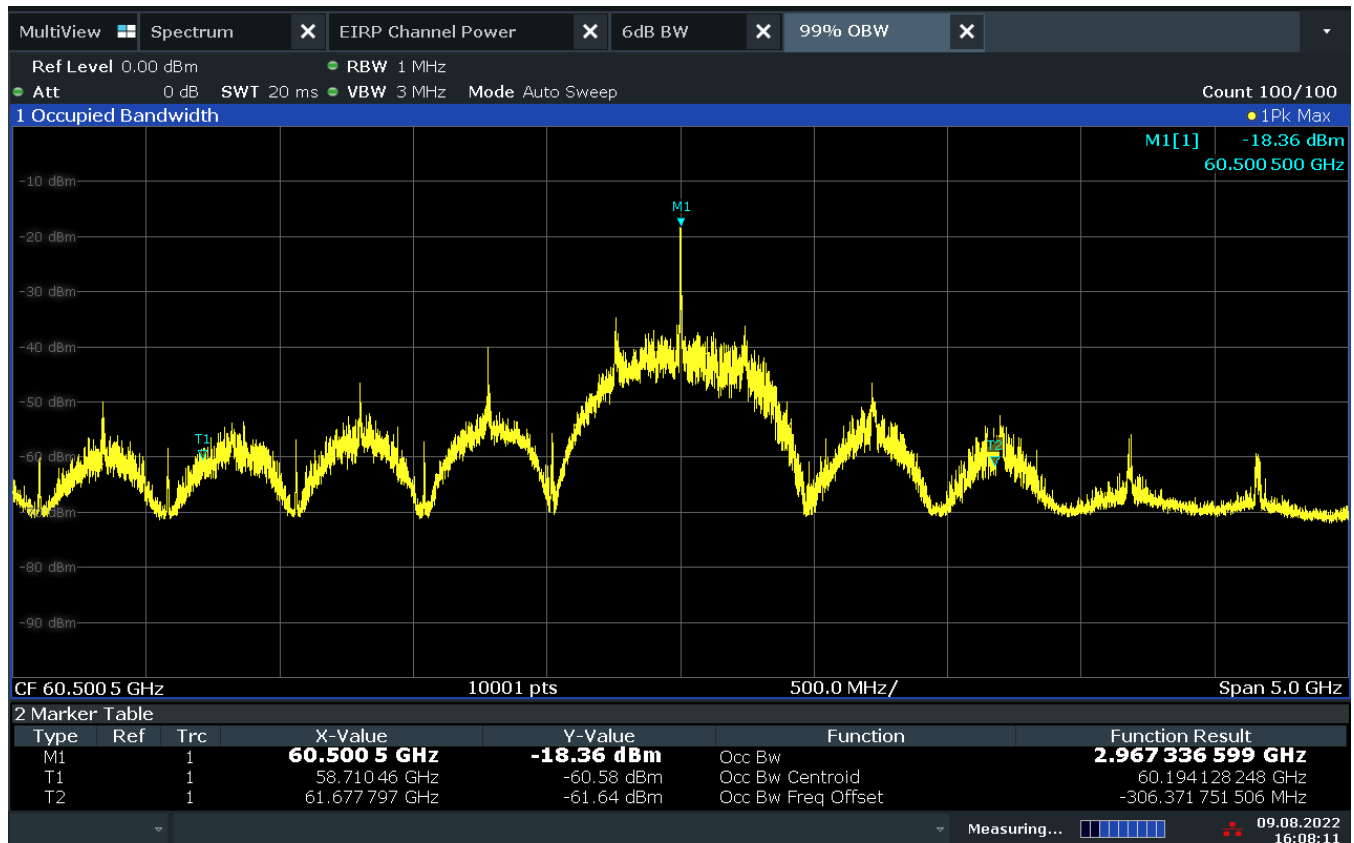 MultiView Spectrum EIRP Channel Power 6dB BW 99% OBW
Ref Level 0.00 dBm RBW 1 MHz
Att 0 dB SWT 20 ms VBW 3 MHz Mode Auto Sweep Count 100/100
1 Occupied Bandwidth 1Pk Max
M1[1] -18.36 dBm
60.500 500 GHz
-10 dBm
M1
-20 dBm
-30 dBm
-40 dBm
-50 dBm
T1
T2
-60 dBm
-70 dBm
-80 dBm
-90 dBm
CF 60.500 5 GHz 10001 pts 500.0 MHz/ Span 5.0 GHz
2 Marker Table
Type Ref Trc X-Value Y-Value Function Function Result
M1 1 60.500 5 GHz -18.36 dBm Occ Bw 2.967 336 599 GHz
T1 1 58.710 46 GHz -60.58 dBm Occ Bw Centroid 60.194 128 248 GHz
T2 1 61.677 797 GHz -61.64 dBm Occ Bw Freq Offset -306.371 751 506 MHz
Measuring... 09.08.2022
16:08:11